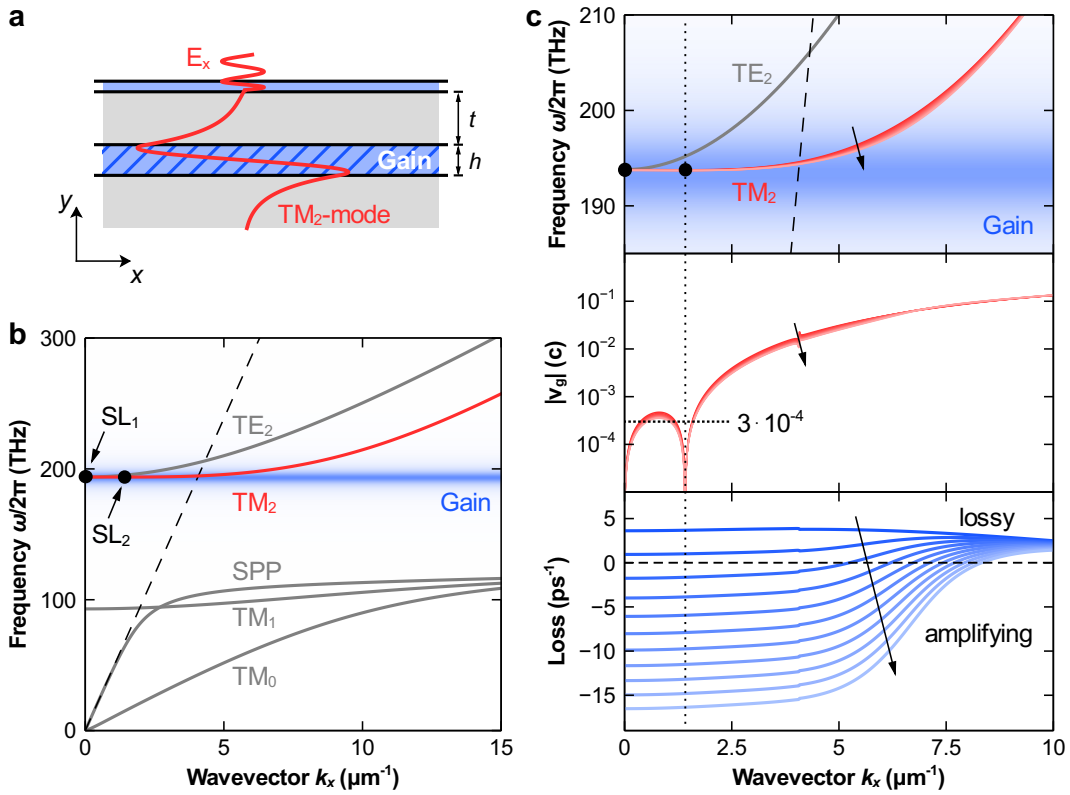 a
E_x
t
h
Gain
TM₂-mode
y
x
b
Frequency ω/2π (THz)
300
200
100
0
SL₁
SL₂
TE₂
TM₂
Gain
SPP
TM₁
TM₀
0 5 10 15
Wavevector k_x (μm⁻¹)
c
Frequency ω/2π (THz)
210
200
190
TE₂
TM₂
Gain
|v_g| (c)
10⁻¹
10⁻²
10⁻³
10⁻⁴
3 · 10⁻⁴
Loss (ps⁻¹)
5
0
−5
−10
−15
lossy
amplifying
0 2.5 5 7.5 10
Wavevector k_x (μm⁻¹)